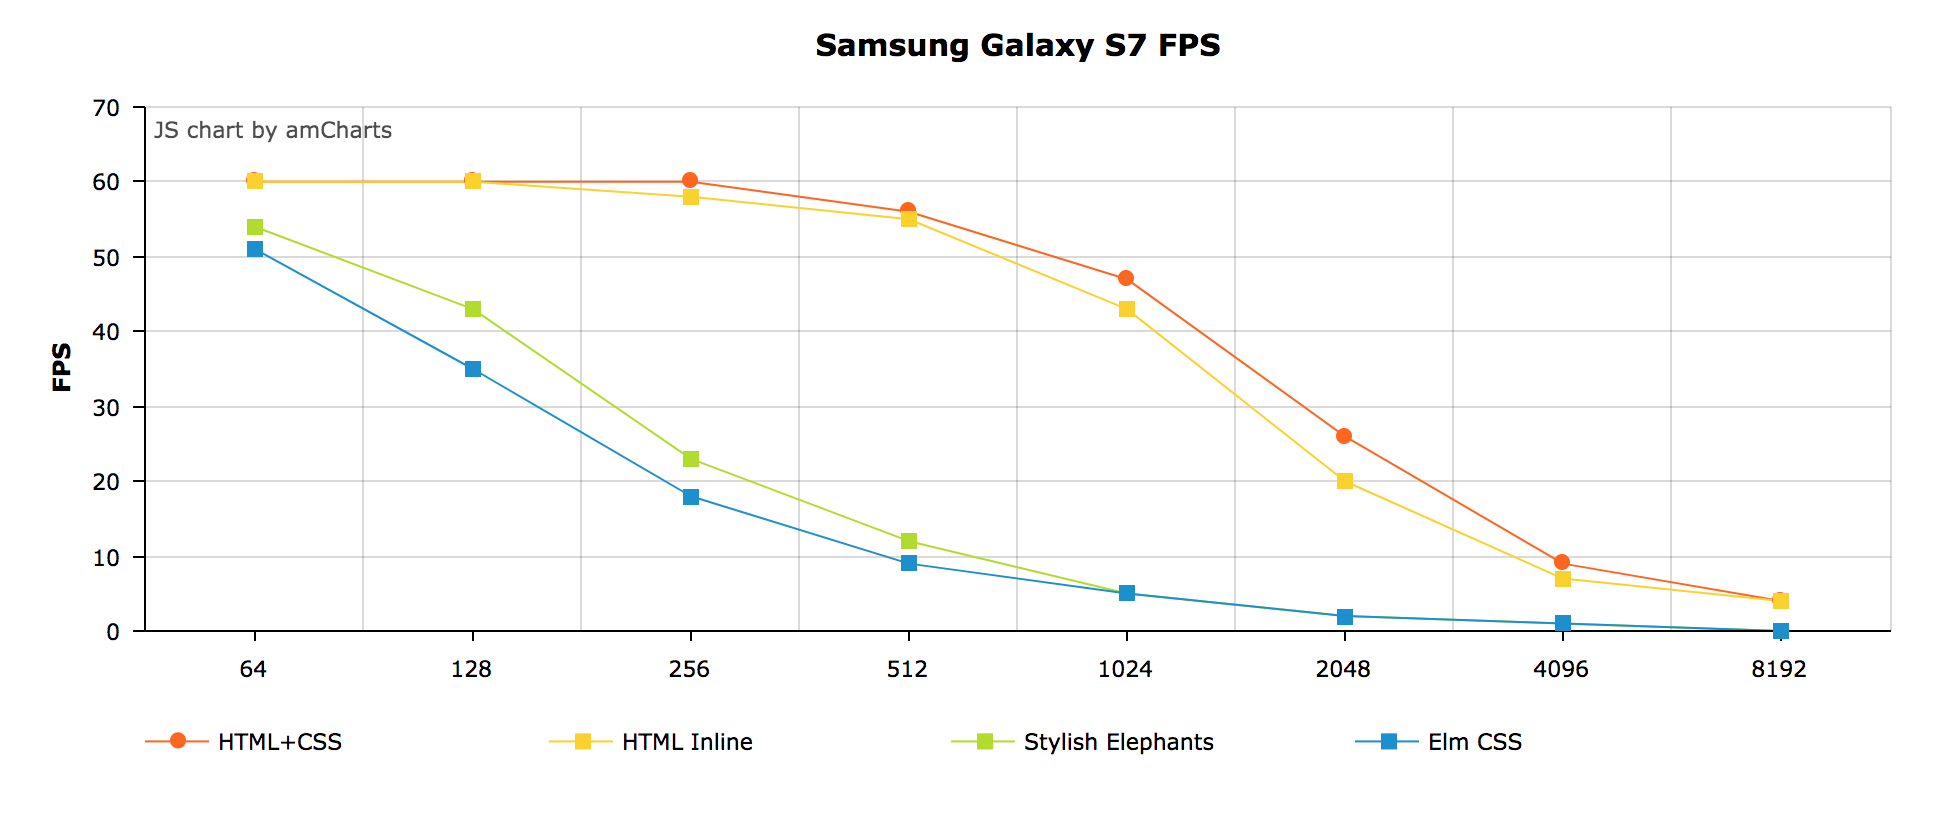 Samsung Galaxy S7 FPS
70
JS chart by amCharts
60
50
40
FPS
30
20
10
0
64 128 256 512 1024 2048 4096 8192
HTML+CSS HTML Inline Stylish Elephants Elm CSS